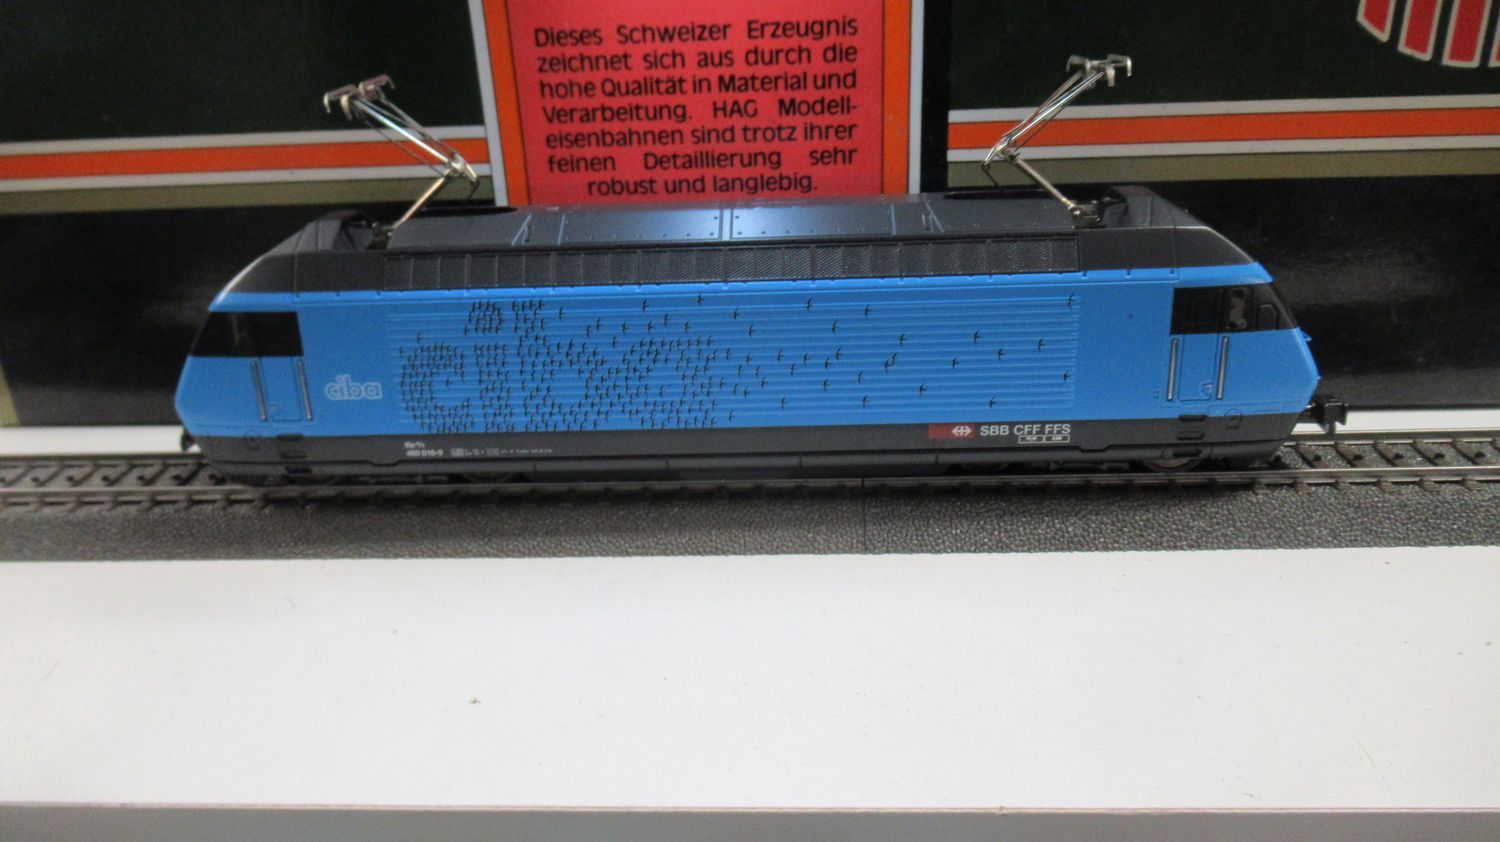 Dieses Schweizer Erzeugnis
zeichnet sich aus durch die
hohe Qualität in Material und
Verarbeitung. HAG Modell-
eisenbahnen sind trotz ihrer
feinen Detaillierung sehr
robust und langlebig.
ciba
SBB CFF FFS